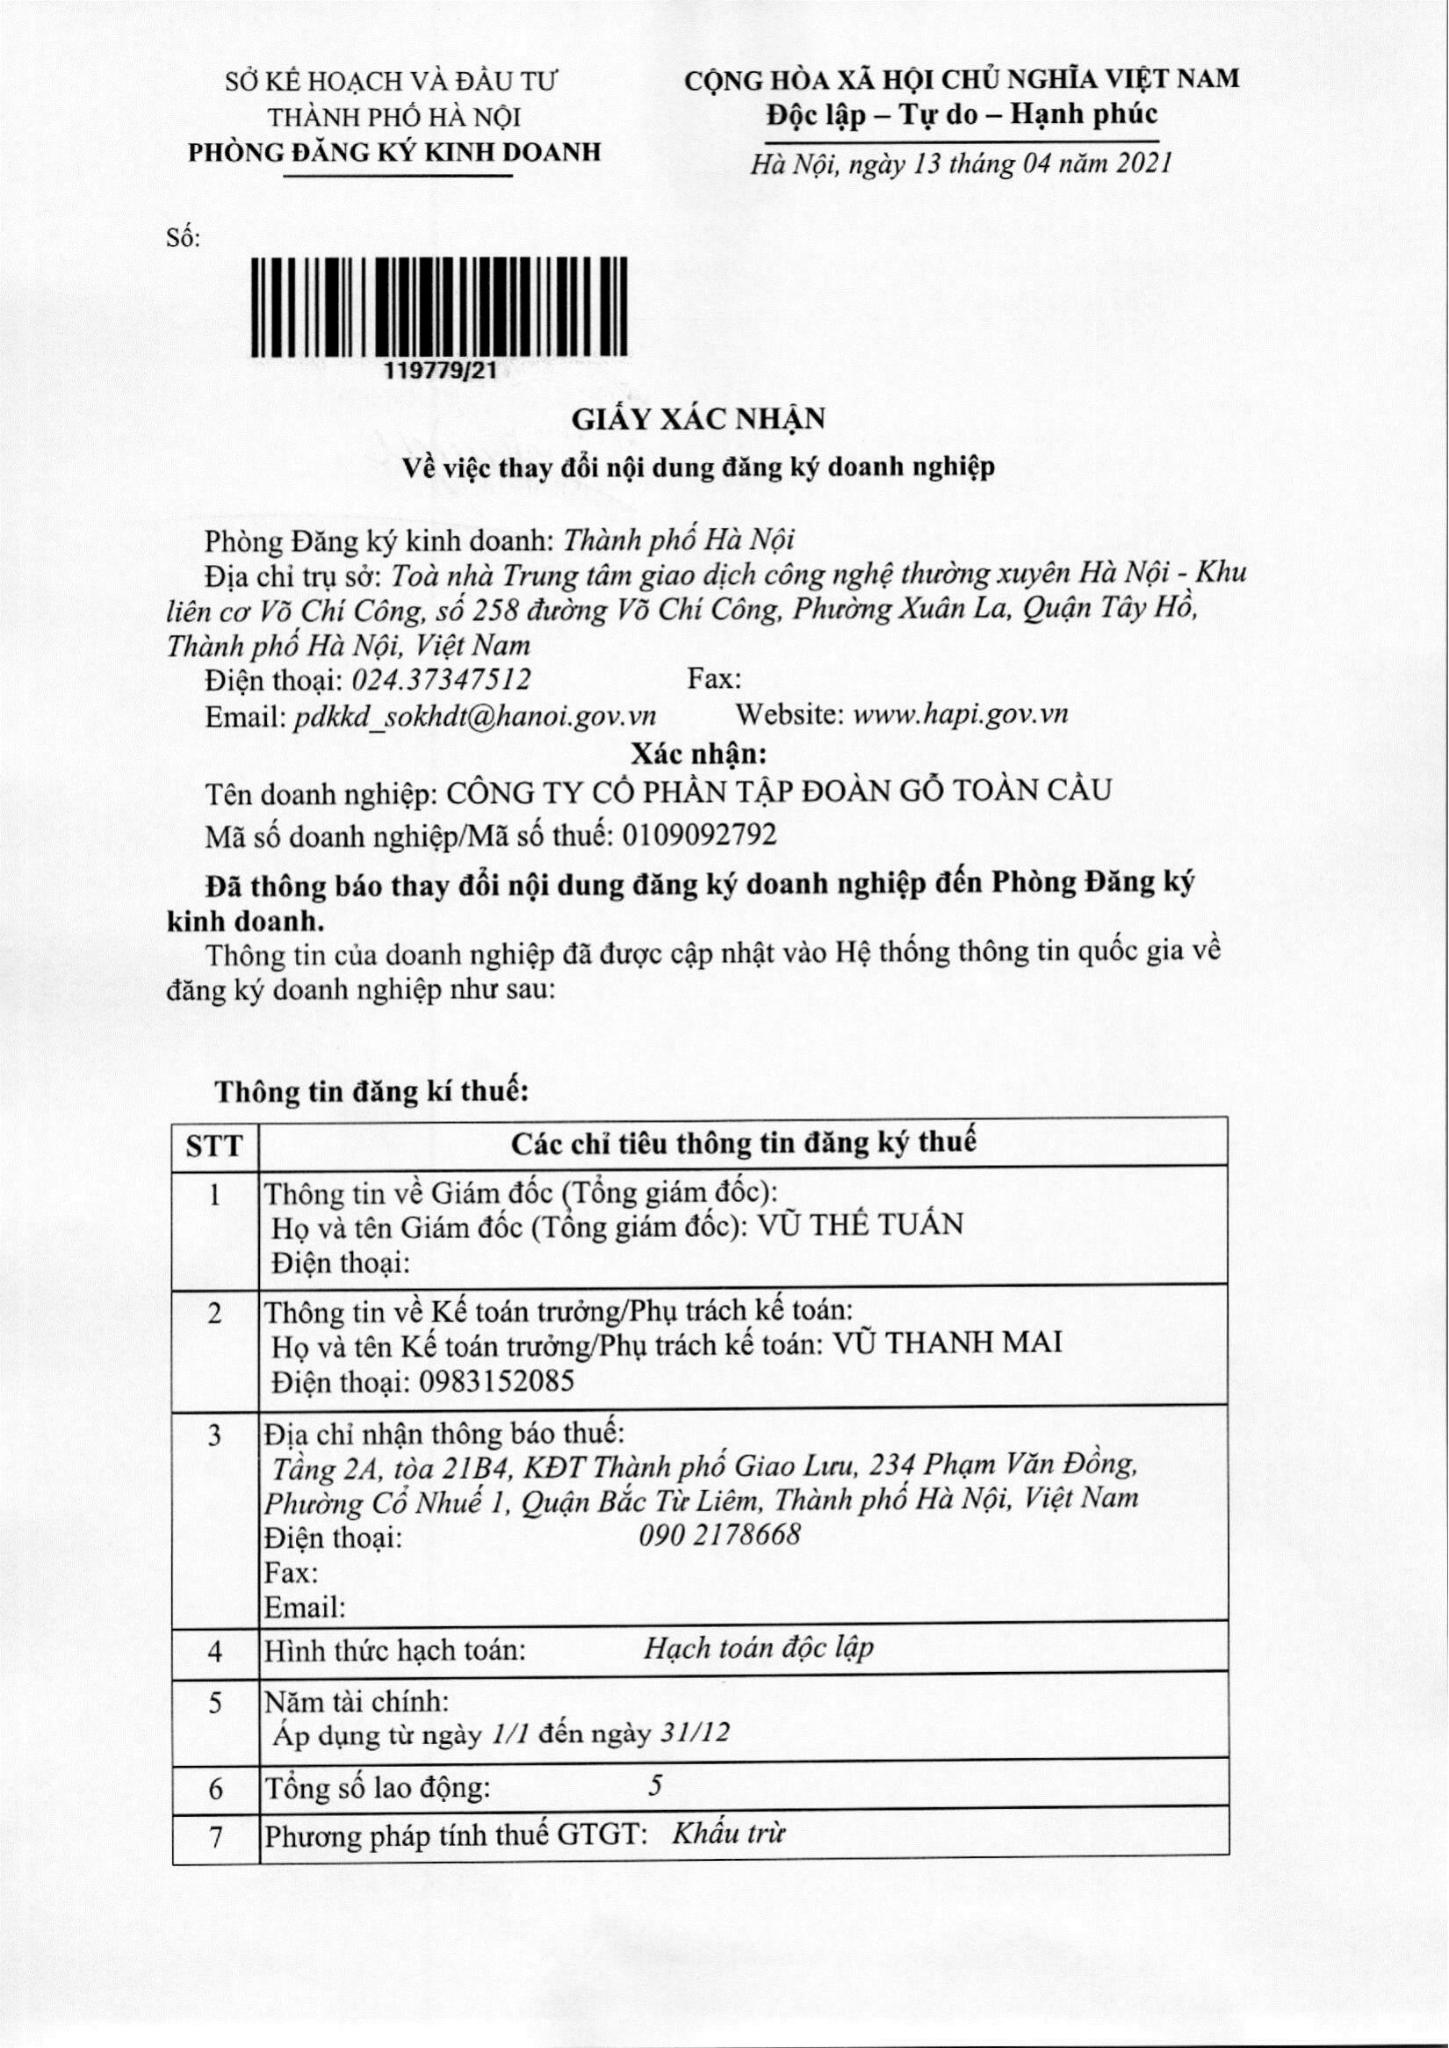 SỞ KẾ HOẠCH VÀ ĐẦU TƯ
THÀNH PHỐ HÀ NỘI
PHÒNG ĐĂNG KÝ KINH DOANH
CỘNG HÒA XÃ HỘI CHỦ NGHĨA VIỆT NAM
Độc lập – Tự do – Hạnh phúc
Hà Nội, ngày 13 tháng 04 năm 2021
Số:
119779/21
GIẤY XÁC NHẬN
Về việc thay đổi nội dung đăng ký doanh nghiệp
Phòng Đăng ký kinh doanh: Thành phố Hà Nội
Địa chỉ trụ sở: Toà nhà Trung tâm giao dịch công nghệ thường xuyên Hà Nội - Khu
liên cơ Võ Chí Công, số 258 đường Võ Chí Công, Phường Xuân La, Quận Tây Hồ,
Thành phố Hà Nội, Việt Nam
Điện thoại: 024.37347512 Fax:
Email: pdkkd_sokhdt@hanoi.gov.vn Website: www.hapi.gov.vn
Xác nhận:
Tên doanh nghiệp: CÔNG TY CỔ PHẦN TẬP ĐOÀN GỖ TOÀN CẦU
Mã số doanh nghiệp/Mã số thuế: 0109092792
Đã thông báo thay đổi nội dung đăng ký doanh nghiệp đến Phòng Đăng ký
kinh doanh.
Thông tin của doanh nghiệp đã được cập nhật vào Hệ thống thông tin quốc gia về
đăng ký doanh nghiệp như sau:
Thông tin đăng kí thuế:
STT Các chỉ tiêu thông tin đăng ký thuế
1 Thông tin về Giám đốc (Tổng giám đốc):
Họ và tên Giám đốc (Tổng giám đốc): VŨ THẾ TUẤN
Điện thoại:
2 Thông tin về Kế toán trưởng/Phụ trách kế toán:
Họ và tên Kế toán trưởng/Phụ trách kế toán: VŨ THANH MAI
Điện thoại: 0983152085
3 Địa chỉ nhận thông báo thuế:
Tầng 2A, tòa 21B4, KĐT Thành phố Giao Lưu, 234 Phạm Văn Đồng,
Phường Cổ Nhuế 1, Quận Bắc Từ Liêm, Thành phố Hà Nội, Việt Nam
Điện thoại: 090 2178668
Fax:
Email:
4 Hình thức hạch toán: Hạch toán độc lập
5 Năm tài chính:
Áp dụng từ ngày 1/1 đến ngày 31/12
6 Tổng số lao động: 5
7 Phương pháp tính thuế GTGT: Khấu trừ